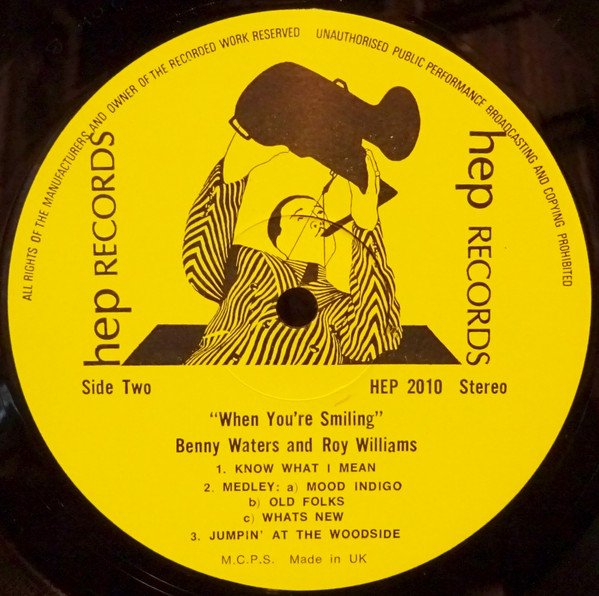 ALL RIGHTS OF THE MANUFACTURERS AND OWNER OF THE RECORDED WORK RESERVED UNAUTHORISED PUBLIC PERFORMANCE BROADCASTING AND COPYING PROHIBITED
hep RECORDS
hep RECORDS
Side Two HEP 2010 Stereo
"When You're Smiling"
Benny Waters and Roy Williams
1. KNOW WHAT I MEAN
2. MEDLEY: a) MOOD INDIGO
b) OLD FOLKS
c) WHATS NEW
3. JUMPIN' AT THE WOODSIDE
M.C.P.S. Made in UK